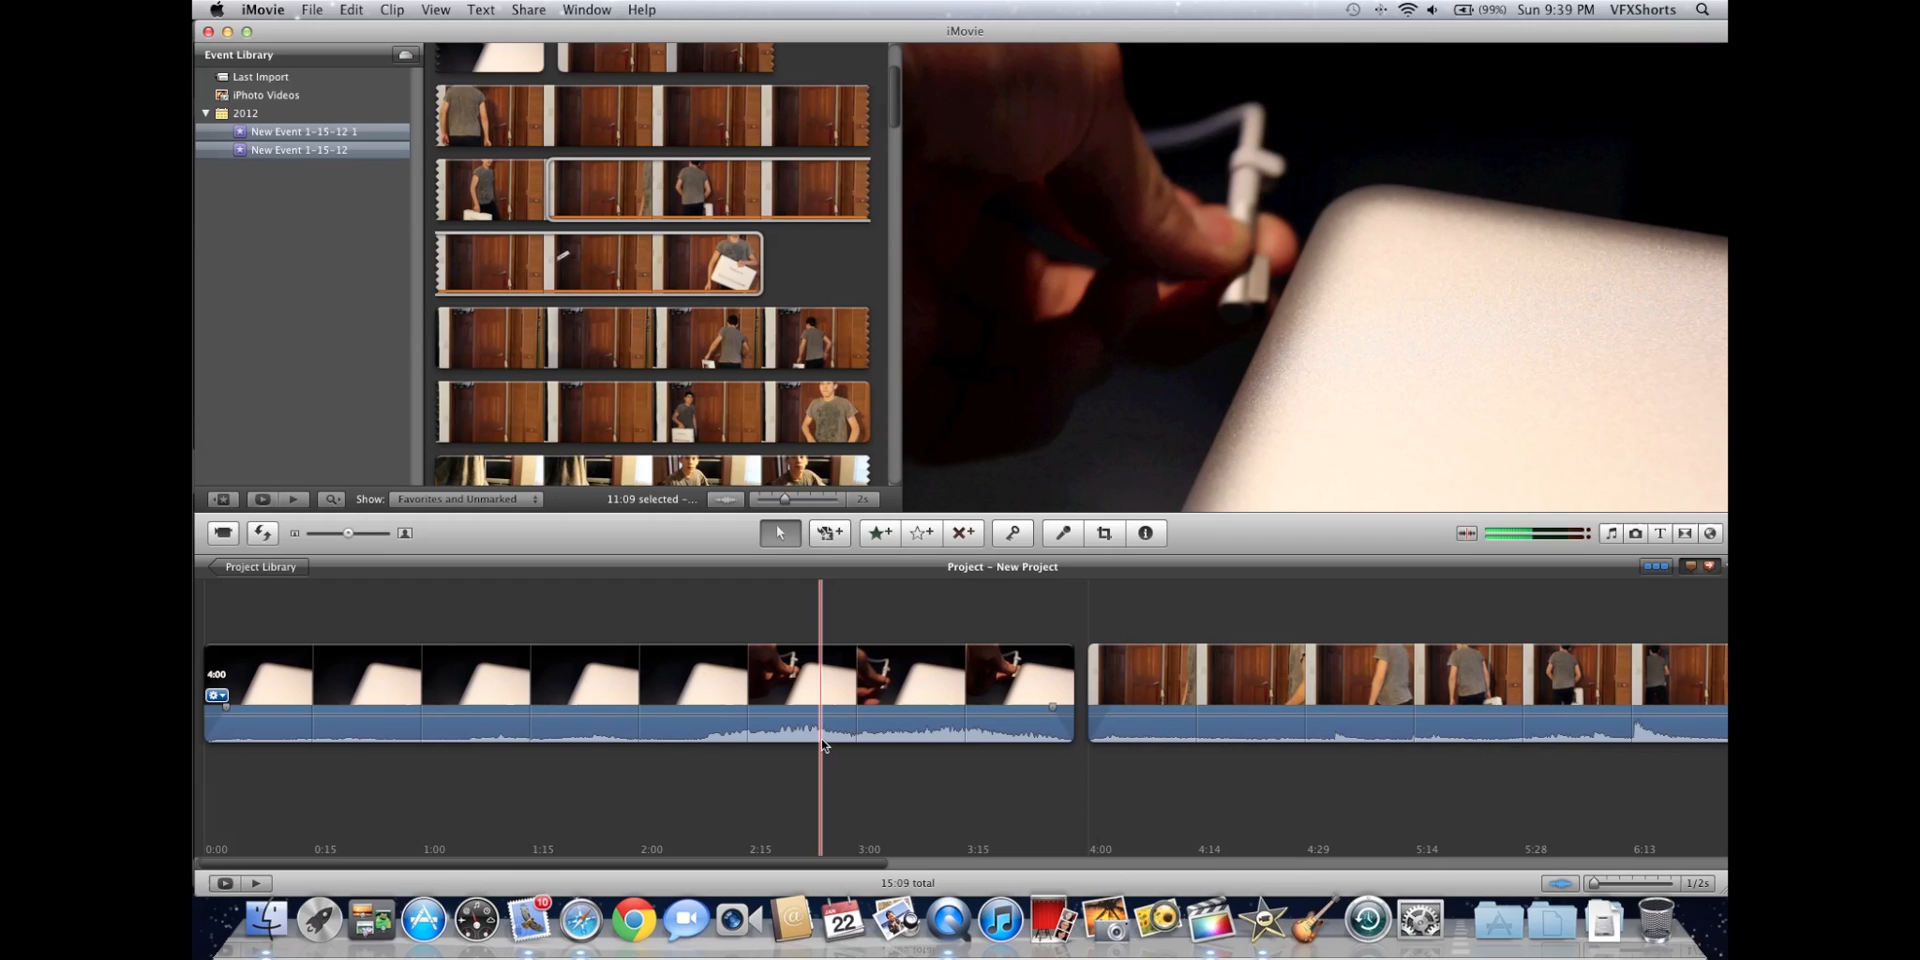 iMovie File Edit Clip View Text Share Window Help (99%) Sun 9:39 PM VFXShorts
iMovie
Event Library
Last Import
iPhoto Videos
2012
New Event 1-15-12 1
New Event 1-15-12
Show: Favorites and Unmarked 11:09 selected -... 2s
T
Project Library Project - New Project
4:00
0:00 0:15 1:00 1:15 2:00 2:15 3:00 3:15 4:00 4:14 4:29 5:14 5:28 6:13
15:09 total 1/2s
10
JAN
22